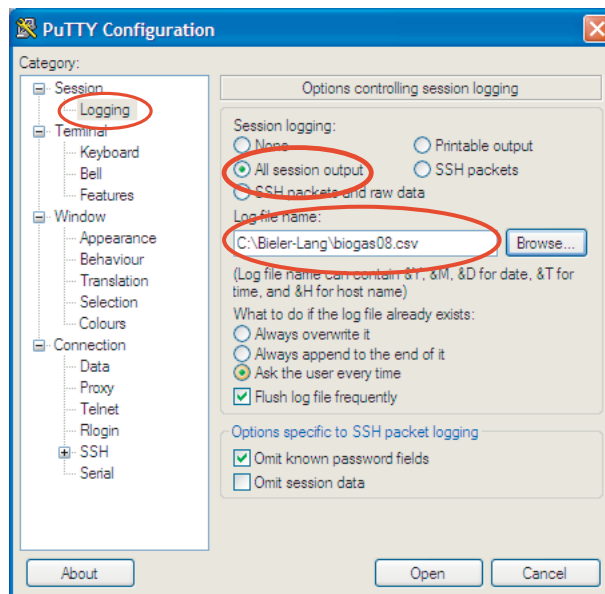 PuTTY Configuration
Category:
Session
Logging
Terminal
Keyboard
Bell
Features
Window
Appearance
Behaviour
Translation
Selection
Colours
Connection
Data
Proxy
Telnet
Rlogin
SSH
Serial
Options controlling session logging
Session logging:
None
Printable output
All session output
SSH packets
SSH packets and raw data
Log file name:
C:\Bieler-Lang\biogas08.csv
Browse...
(Log file name can contain &Y, &M, &D for date, &T for
time, and &H for host name)
What to do if the log file already exists:
Always overwrite it
Always append to the end of it
Ask the user every time
Flush log file frequently
Options specific to SSH packet logging
Omit known password fields
Omit session data
About
Open
Cancel